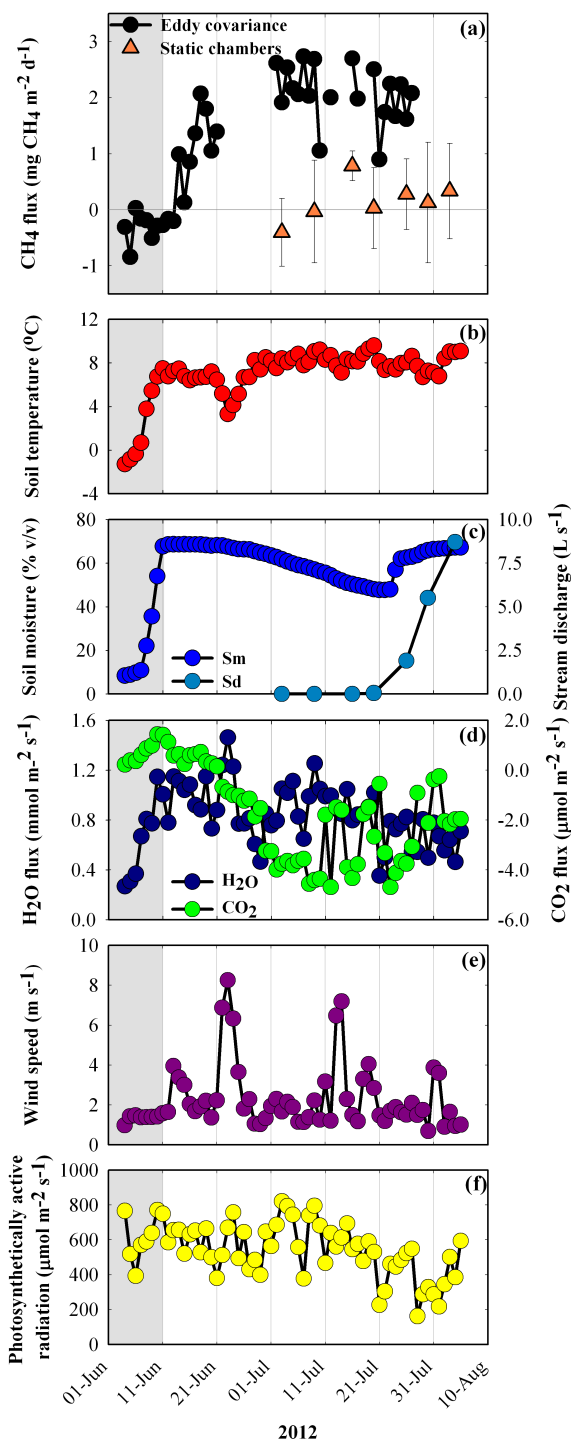 (a)
Eddy covariance
Static chambers
3
2
1
0
-1
CH4 flux (mg CH4 m-2 d-1)
(b)
12
8
4
0
-4
Soil temperature (oC)
(c)
80
60
40
20
0
Soil moisture (% v/v)
Sm
Sd
10.0
7.5
5.0
2.5
0.0
Stream discharge (L s-1)
(d)
1.6
1.2
0.8
0.4
0.0
H2O flux (mmol m-2 s-1)
H2O
CO2
2.0
0.0
-2.0
-4.0
-6.0
CO2 flux (μmol m-2 s-1)
(e)
10
8
6
4
2
0
Wind speed (m s-1)
(f)
1000
800
600
400
200
0
Photosynthetically active
radiation (μmol m-2 s-1)
01-Jun
11-Jun
21-Jun
01-Jul
11-Jul
21-Jul
31-Jul
10-Aug
2012